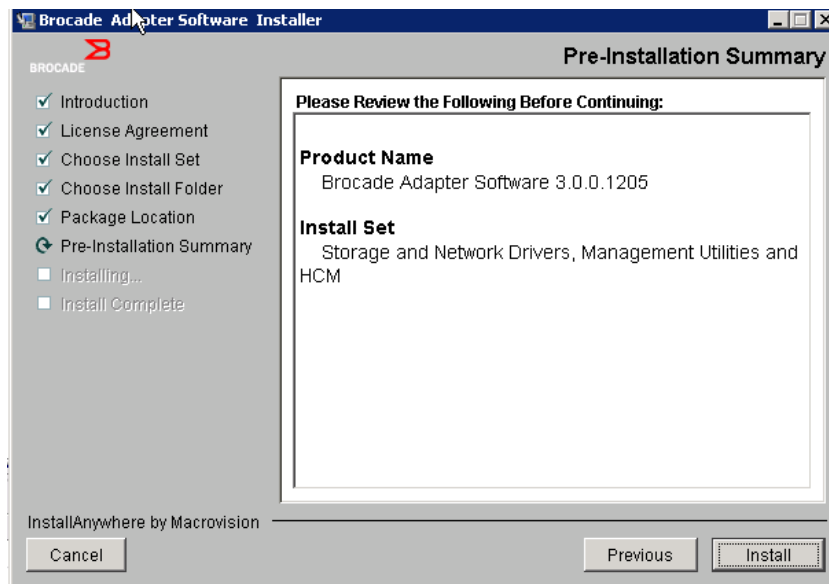 Brocade Adapter Software Installer
BROCADE
Pre-Installation Summary
Introduction
License Agreement
Choose Install Set
Choose Install Folder
Package Location
Pre-Installation Summary
Installing...
Install Complete
Please Review the Following Before Continuing:
Product Name
Brocade Adapter Software 3.0.0.1205
Install Set
Storage and Network Drivers, Management Utilities and
HCM
InstallAnywhere by Macrovision
Cancel
Previous
Install